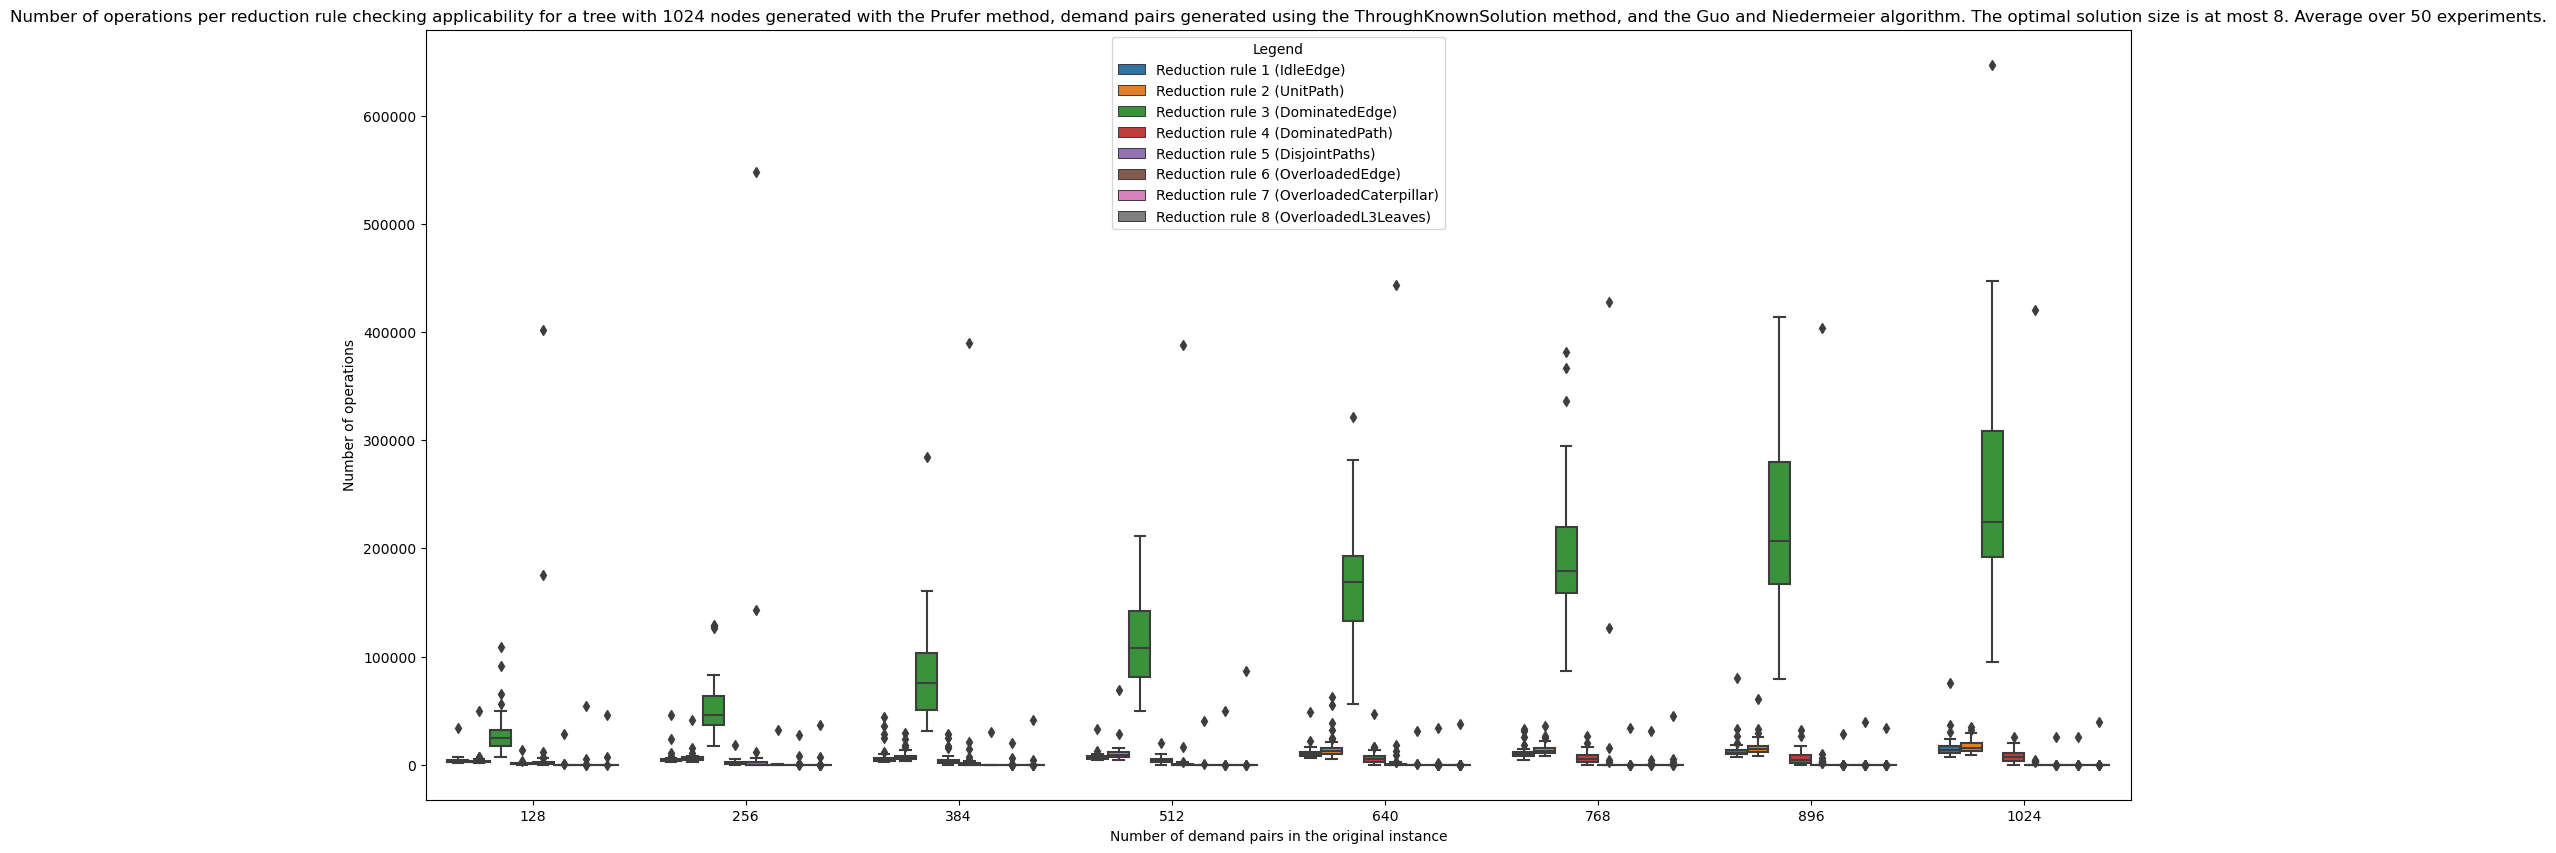 Number of operations per reduction rule checking applicability for a tree with 1024 nodes generated with the Prufer method, demand pairs generated using the ThroughKnownSolution method, and the Guo and Niedermeier algorithm. The optimal solution size is at most 8. Average over 50 experiments.
Legend
Reduction rule 1 (IdleEdge)
Reduction rule 2 (UnitPath)
Reduction rule 3 (DominatedEdge)
Reduction rule 4 (DominatedPath)
Reduction rule 5 (DisjointPaths)
Reduction rule 6 (OverloadedEdge)
Reduction rule 7 (OverloadedCaterpillar)
Reduction rule 8 (OverloadedL3Leaves)
Number of operations
600000
500000
400000
300000
200000
100000
0
128 256 384 512 640 768 896 1024
Number of demand pairs in the original instance